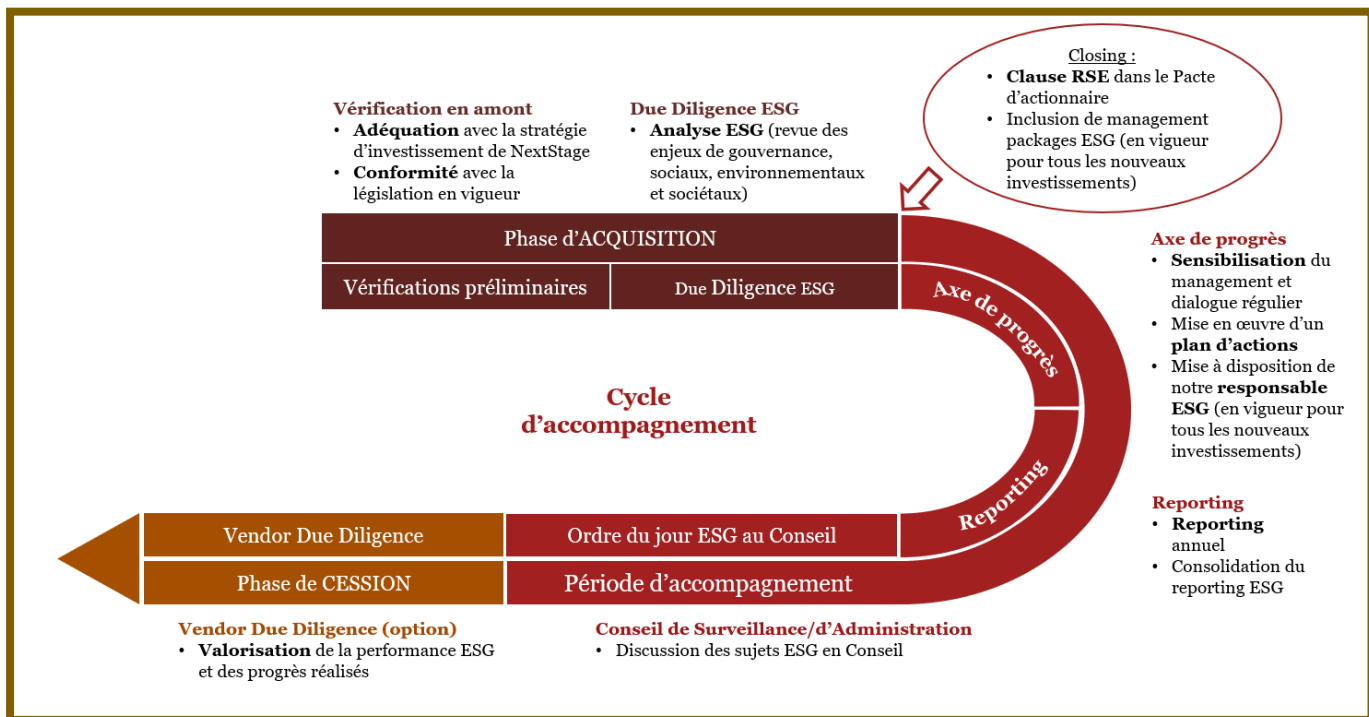 Closing :
• Clause RSE dans le Pacte
d’actionnaire
• Inclusion de management
packages ESG (en vigueur
pour tous les nouveaux
investissements)
Vérification en amont
• Adéquation avec la stratégie
d’investissement de NextStage
• Conformité avec la
législation en vigueur
Due Diligence ESG
• Analyse ESG (revue des
enjeux de gouvernance,
sociaux, environnementaux
et sociétaux)
Phase d’ACQUISITION
Vérifications préliminaires
Due Diligence ESG
Axe de progrès
Axe de progrès
• Sensibilisation du
management et
dialogue régulier
• Mise en œuvre d’un
plan d’actions
• Mise à disposition de
notre responsable
ESG (en vigueur pour
tous les nouveaux
investissements)
Cycle
d’accompagnement
Reporting
Reporting
• Reporting
annuel
• Consolidation du
reporting ESG
Vendor Due Diligence
Ordre du jour ESG au Conseil
Phase de CESSION
Période d’accompagnement
Vendor Due Diligence (option)
• Valorisation de la performance ESG
et des progrès réalisés
Conseil de Surveillance/d’Administration
• Discussion des sujets ESG en Conseil